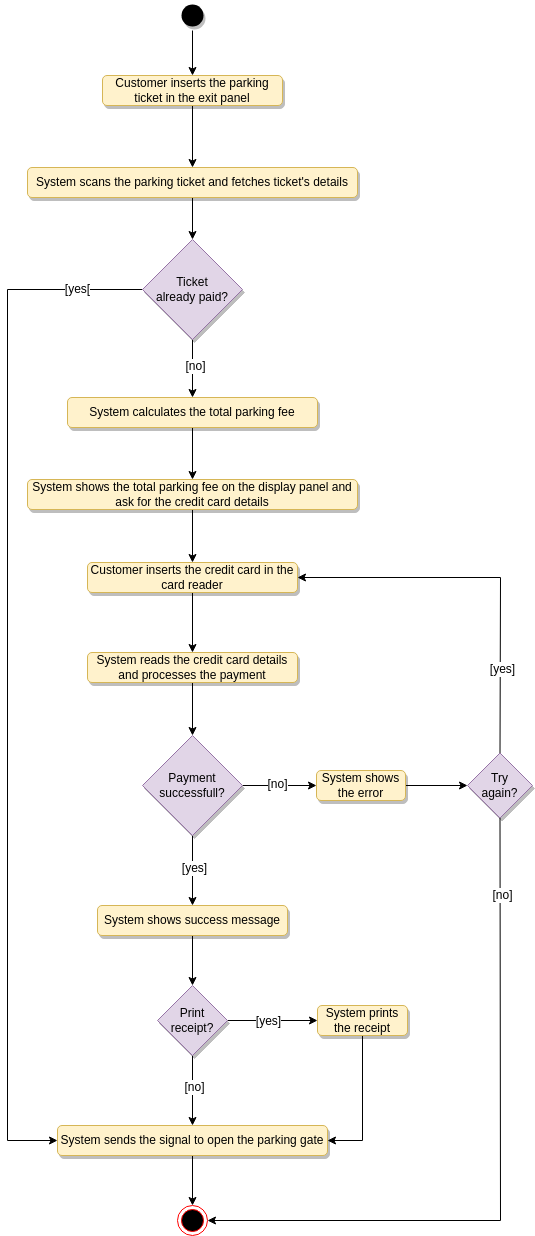 Customer inserts the parking
ticket in the exit panel
System scans the parking ticket and fetches ticket's details
Ticket
already paid?
[yes[
[no]
System calculates the total parking fee
System shows the total parking fee on the display panel and
ask for the credit card details
Customer inserts the credit card in the
card reader
System reads the credit card details
and processes the payment
[yes]
Payment
successfull?
[no]
System shows
the error
Try
again?
[yes]
[no]
System shows success message
Print
receipt?
[yes]
System prints
the receipt
[no]
System sends the signal to open the parking gate